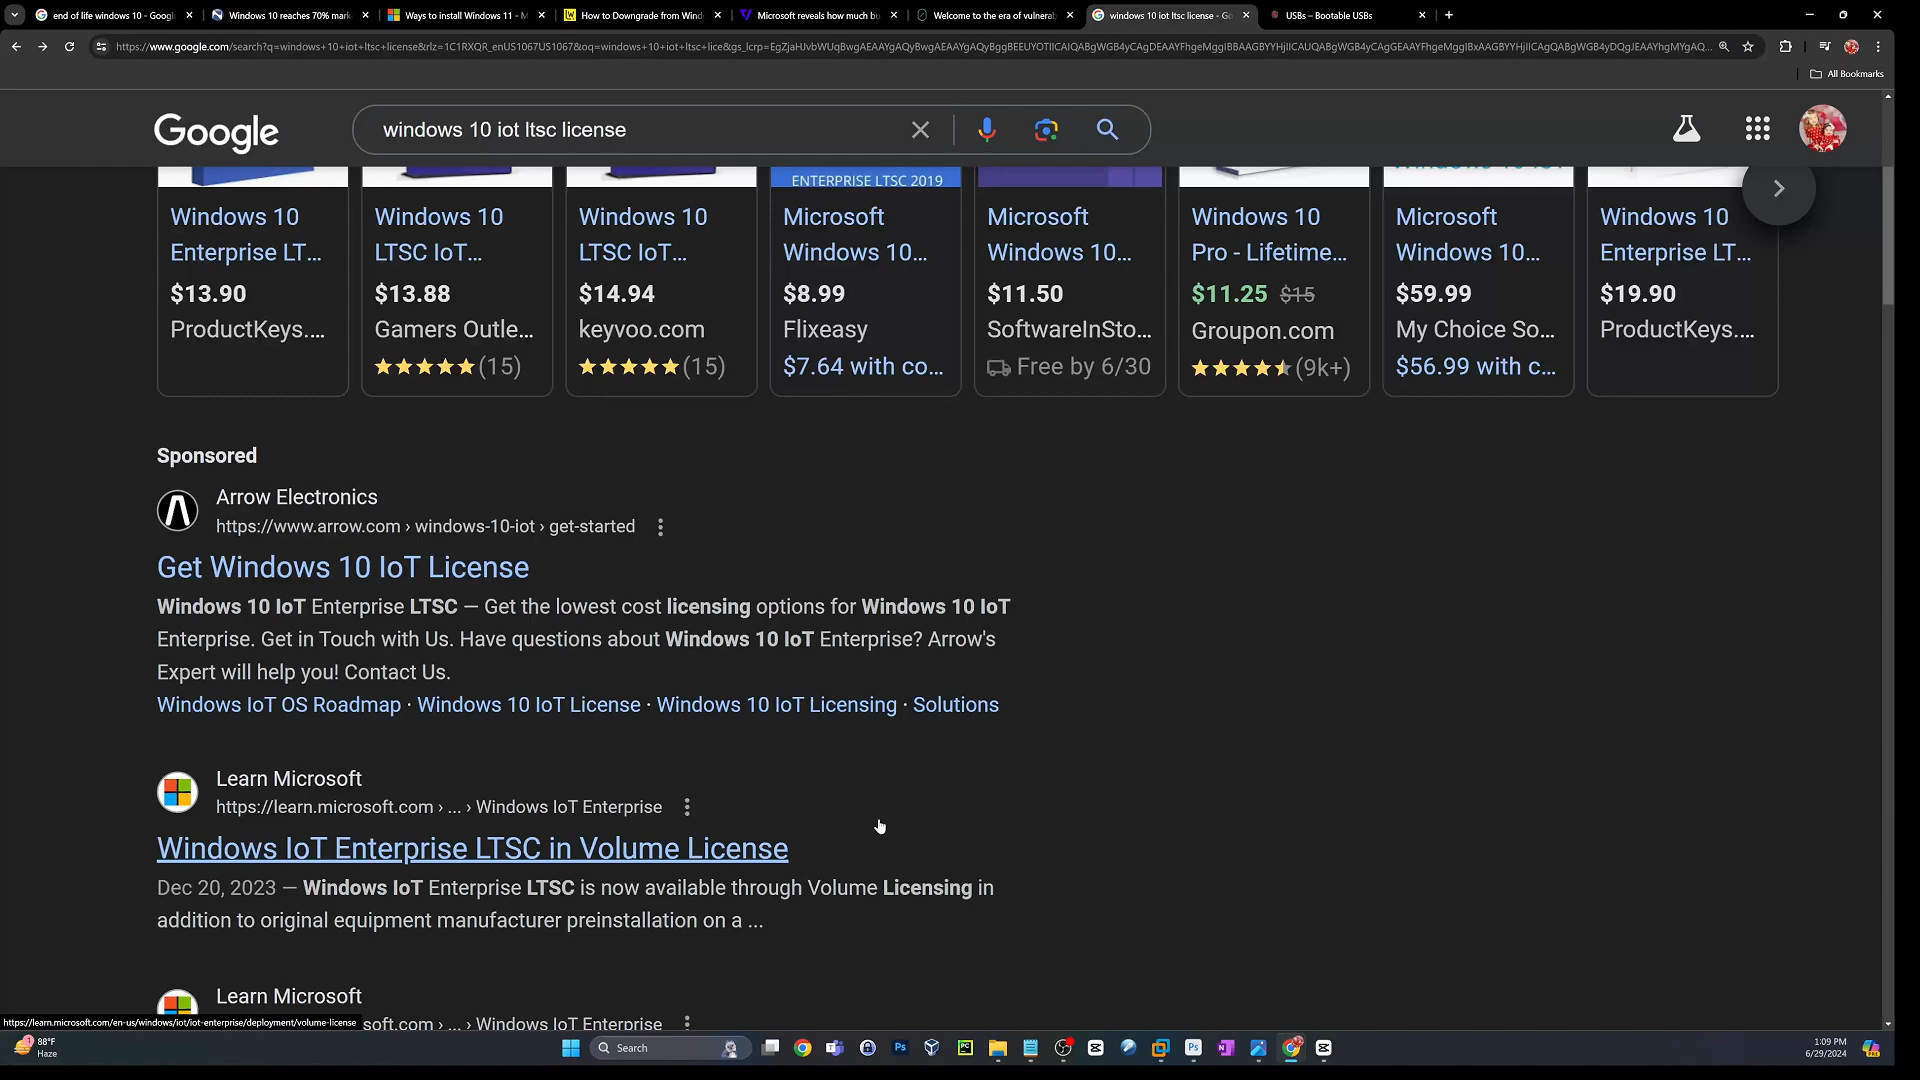 end of life windows 10 - Google
Windows 10 reaches 70% mark
Ways to install Windows 11 - M
How to Downgrade from Wind
Microsoft reveals how much bu
Welcome to the era of vulnerab
windows 10 iot ltsc license - Go
USBs – Bootable USBs
All Bookmarks
Google
windows 10 iot ltsc license
ENTERPRISE LTSC 2019
Windows 10
Enterprise LT...
$13.90
ProductKeys....
Windows 10
LTSC IoT...
$13.88
Gamers Outle...
(15)
Windows 10
LTSC IoT...
$14.94
keyvoo.com
(15)
Microsoft
Windows 10...
$8.99
Flixeasy
$7.64 with co...
Microsoft
Windows 10...
$11.50
SoftwareInSto...
Free by 6/30
Windows 10
Pro - Lifetime...
$11.25 $15
Groupon.com
(9k+)
Microsoft
Windows 10...
$59.99
My Choice So...
$56.99 with c...
Windows 10
Enterprise LT...
$19.90
ProductKeys....
Sponsored
Arrow Electronics
https://www.arrow.com › windows-10-iot › get-started
Get Windows 10 IoT License
Windows 10 IoT Enterprise LTSC — Get the lowest cost licensing options for Windows 10 IoT
Enterprise. Get in Touch with Us. Have questions about Windows 10 IoT Enterprise? Arrow's
Expert will help you! Contact Us.
Windows IoT OS Roadmap · Windows 10 IoT License · Windows 10 IoT Licensing · Solutions
Learn Microsoft
https://learn.microsoft.com › ... › Windows IoT Enterprise
Windows IoT Enterprise LTSC in Volume License
Dec 20, 2023 — Windows IoT Enterprise LTSC is now available through Volume Licensing in
addition to original equipment manufacturer preinstallation on a ...
Learn Microsoft
soft.com › ... › Windows IoT Enterprise
https://learn.microsoft.com/en-us/windows/iot/iot-enterprise/deployment/volume-license
88°F
Haze
Search
Ps
PC
Ps
1:09 PM
6/29/2024